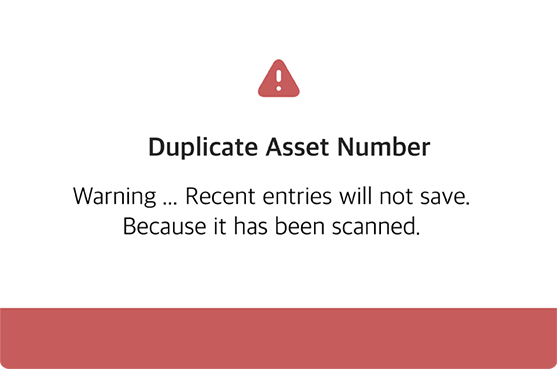 Duplicate Asset Number
Warning ... Recent entries will not save.
Because it has been scanned.